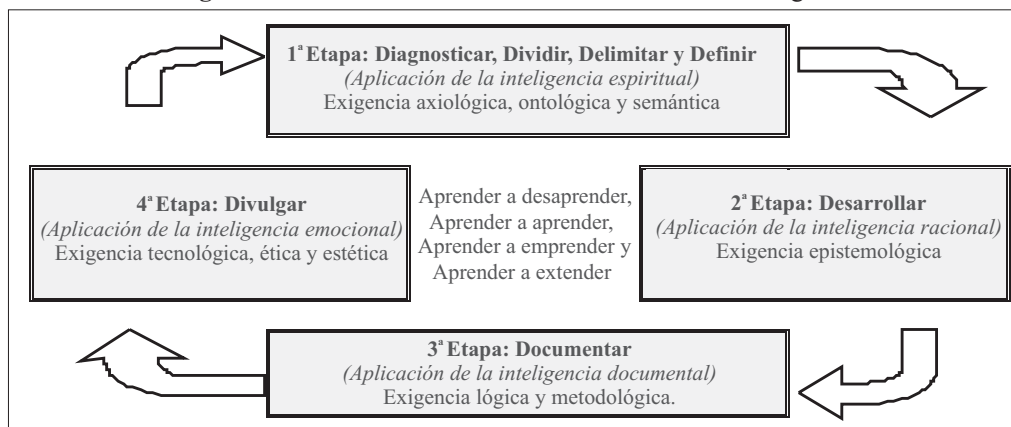 1ª Etapa: Diagnosticar, Dividir, Delimitar y Definir
(Aplicación de la inteligencia espiritual)
Exigencia axiológica, ontológica y semántica
4ª Etapa: Divulgar
(Aplicación de la inteligencia emocional)
Exigencia tecnológica, ética y estética
Aprender a desaprender,
Aprender a aprender,
Aprender a emprender y
Aprender a extender
2ª Etapa: Desarrollar
(Aplicación de la inteligencia racional)
Exigencia epistemológica
3ª Etapa: Documentar
(Aplicación de la inteligencia documental)
Exigencia lógica y metodológica.